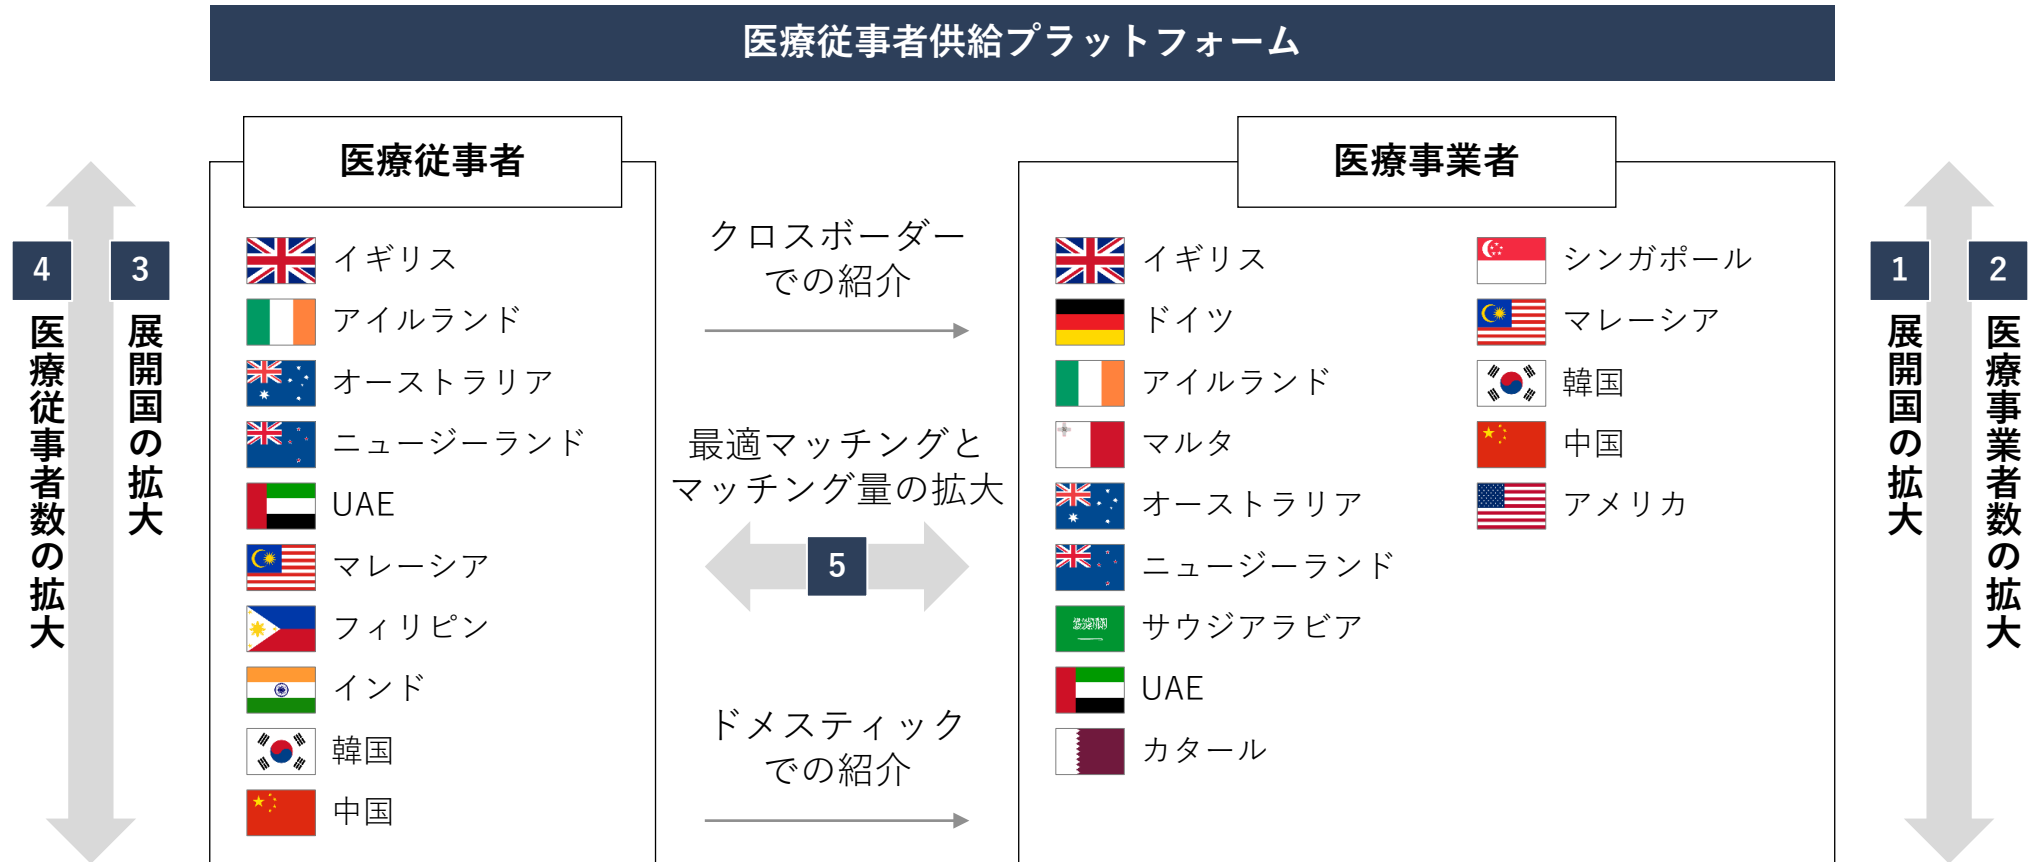 医療従事者供給プラットフォーム
医療従事者
医療事業者
4
医療従事者数の拡大
3
展開国の拡大
イギリス
アイルランド
オーストラリア
ニュージーランド
UAE
マレーシア
フィリピン
インド
韓国
中国
クロスボーダー
での紹介
最適マッチングと
マッチング量の拡大
5
ドメスティック
での紹介
イギリス
ドイツ
アイルランド
マルタ
オーストラリア
ニュージーランド
サウジアラビア
UAE
カタール
シンガポール
マレーシア
韓国
中国
アメリカ
1
展開国の拡大
2
医療事業者数の拡大